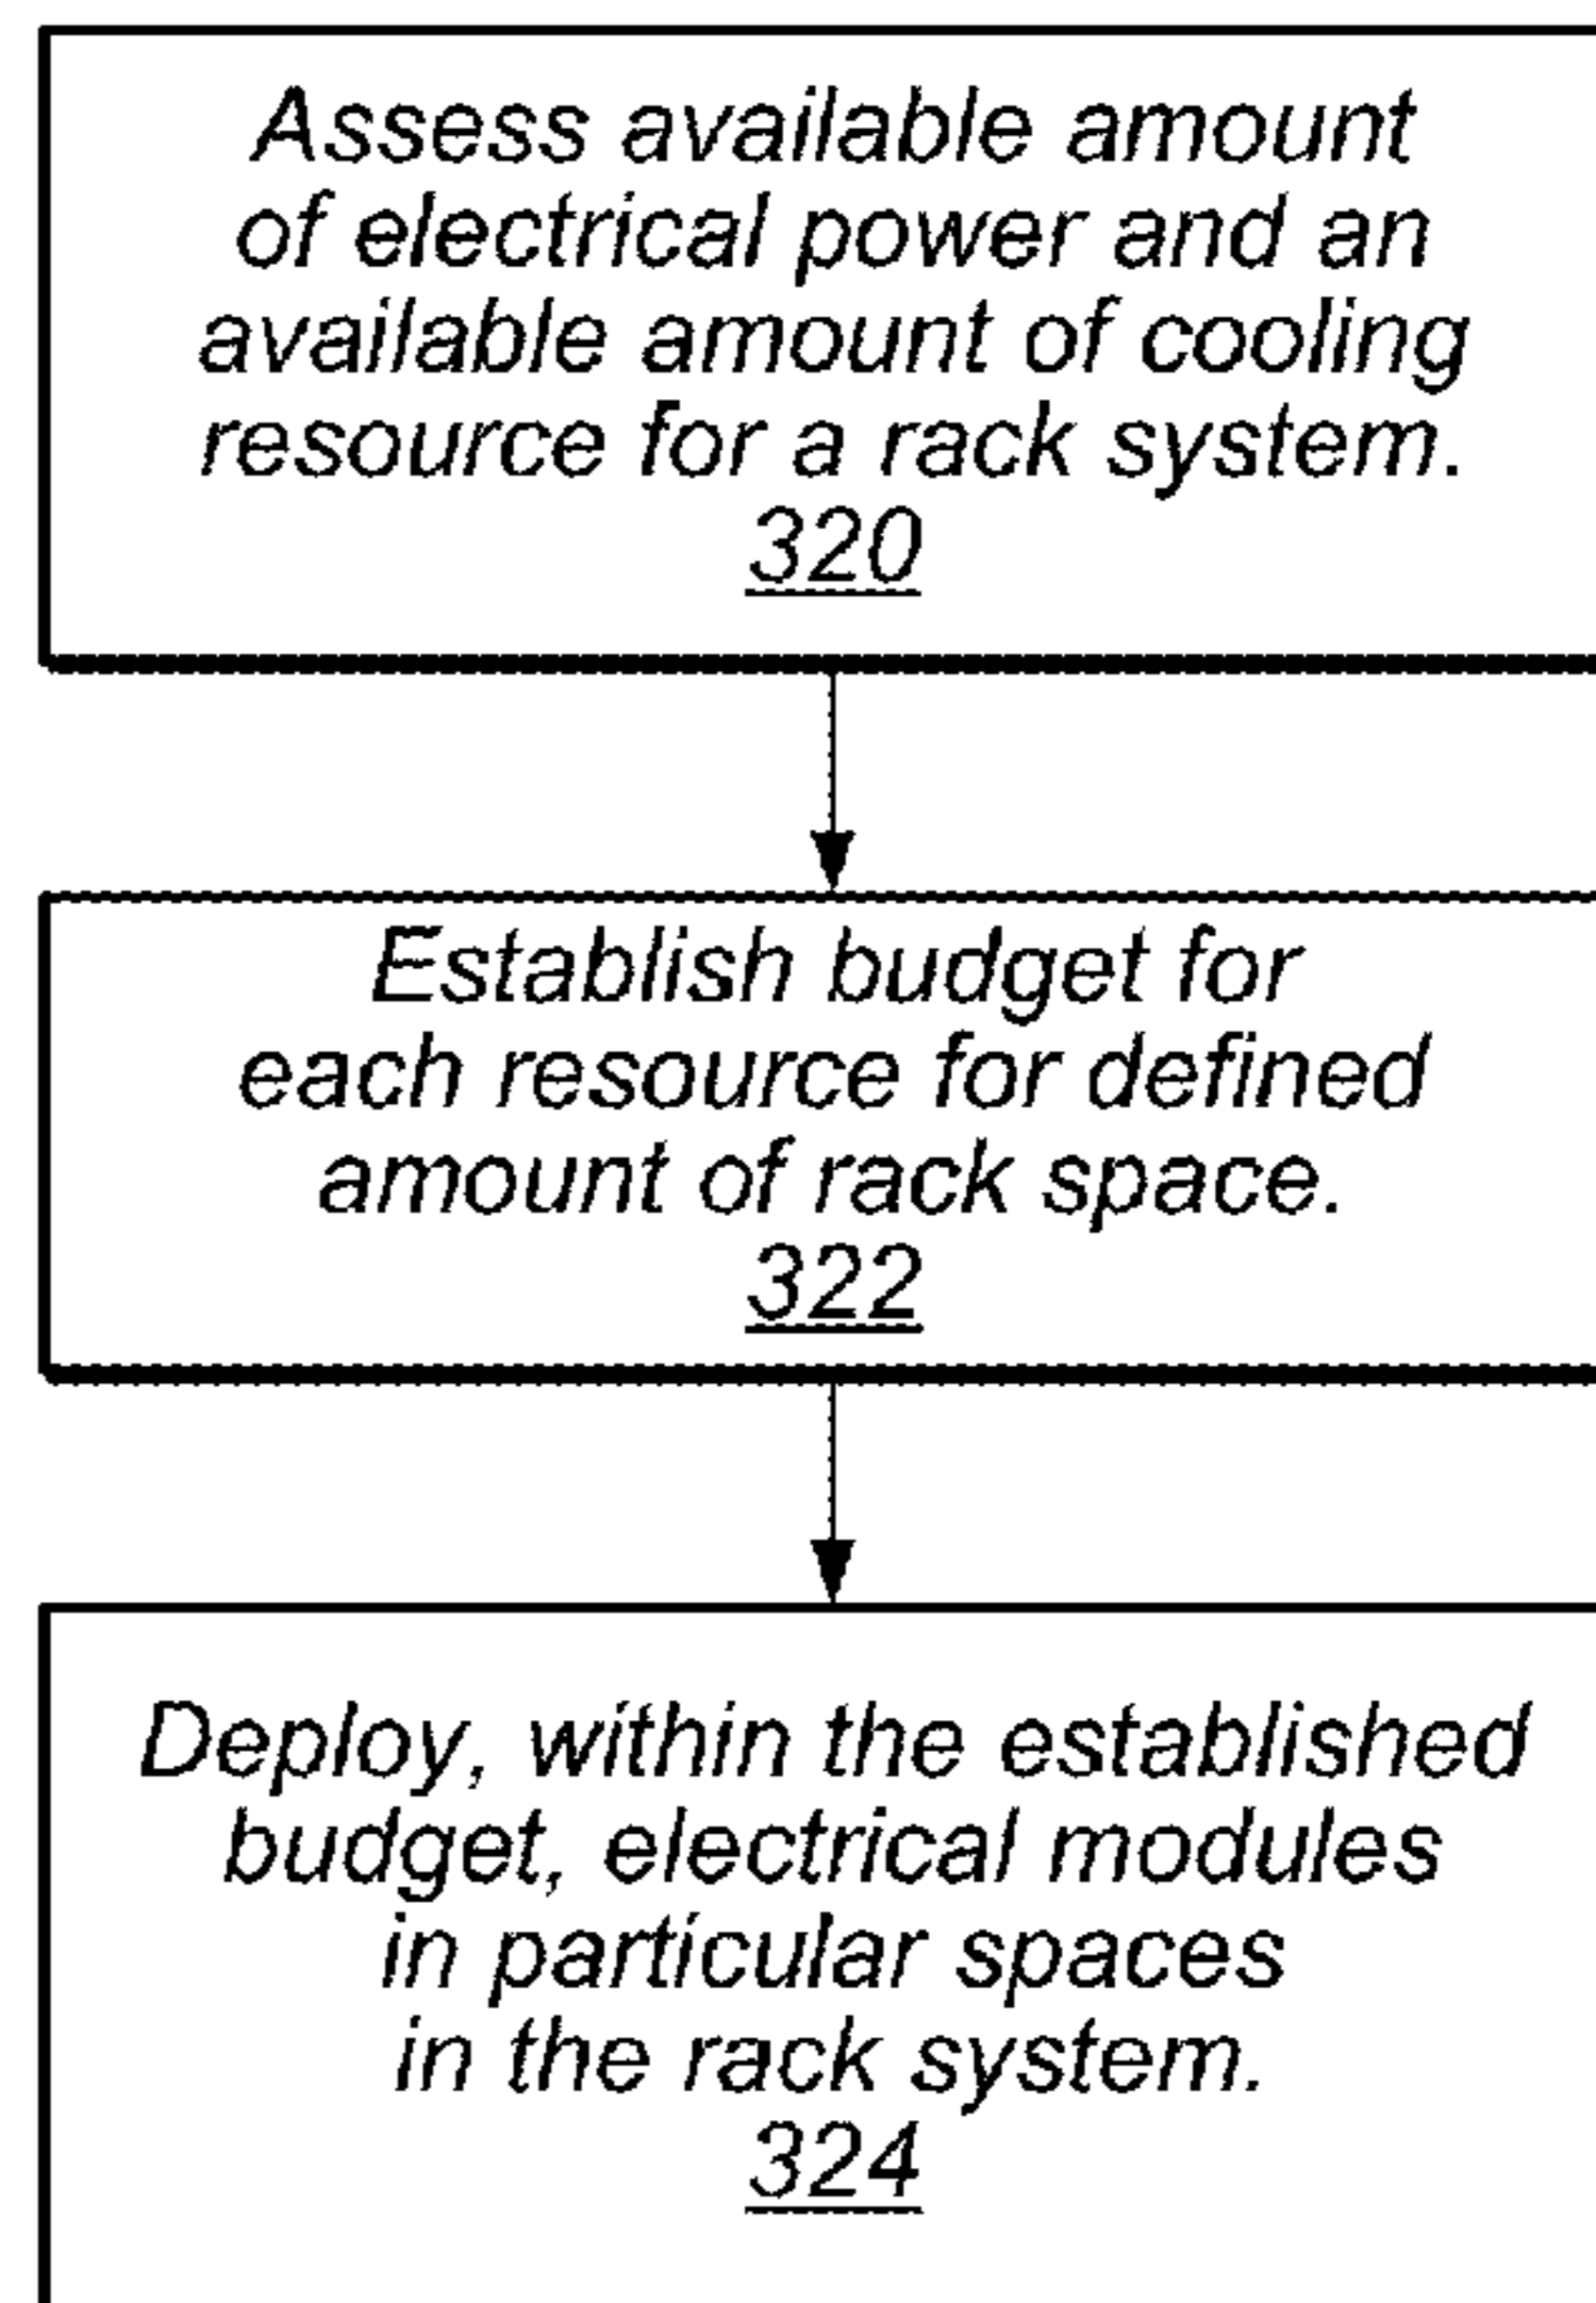 Assess available amount
of electrical power and an
available amount of cooling
resource for a rack system.
320
Establish budget for
each resource for defined
amount of rack space.
322
Deploy, within the established
budget, electrical modules
in particular spaces
in the rack system.
324